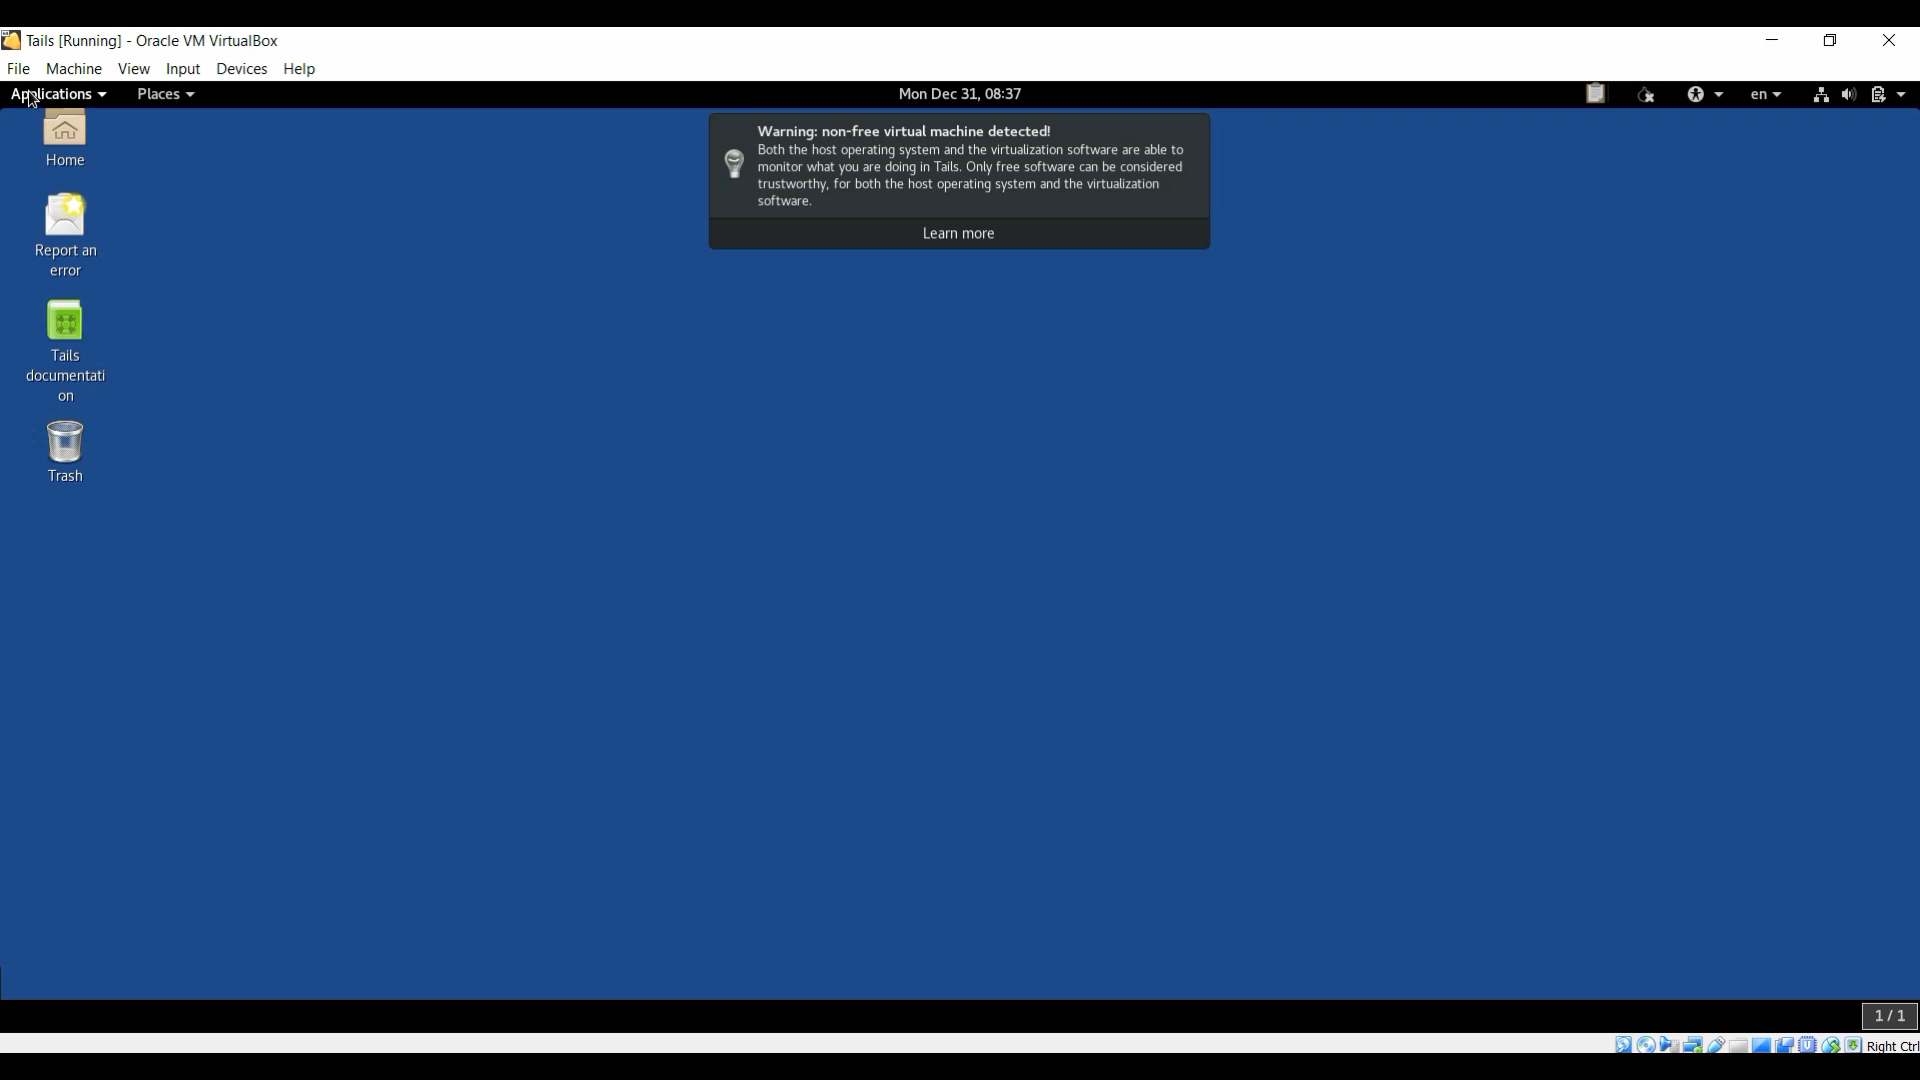 Tails [Running] - Oracle VM VirtualBox
File Machine View Input Devices Help
Applications Places Mon Dec 31, 08:37 en
Home
Report an
error
Tails
documentati
on
Trash
Warning: non-free virtual machine detected!
Both the host operating system and the virtualization software are able to
monitor what you are doing in Tails. Only free software can be considered
trustworthy, for both the host operating system and the virtualization
software.
Learn more
1 / 1
Right Ctrl